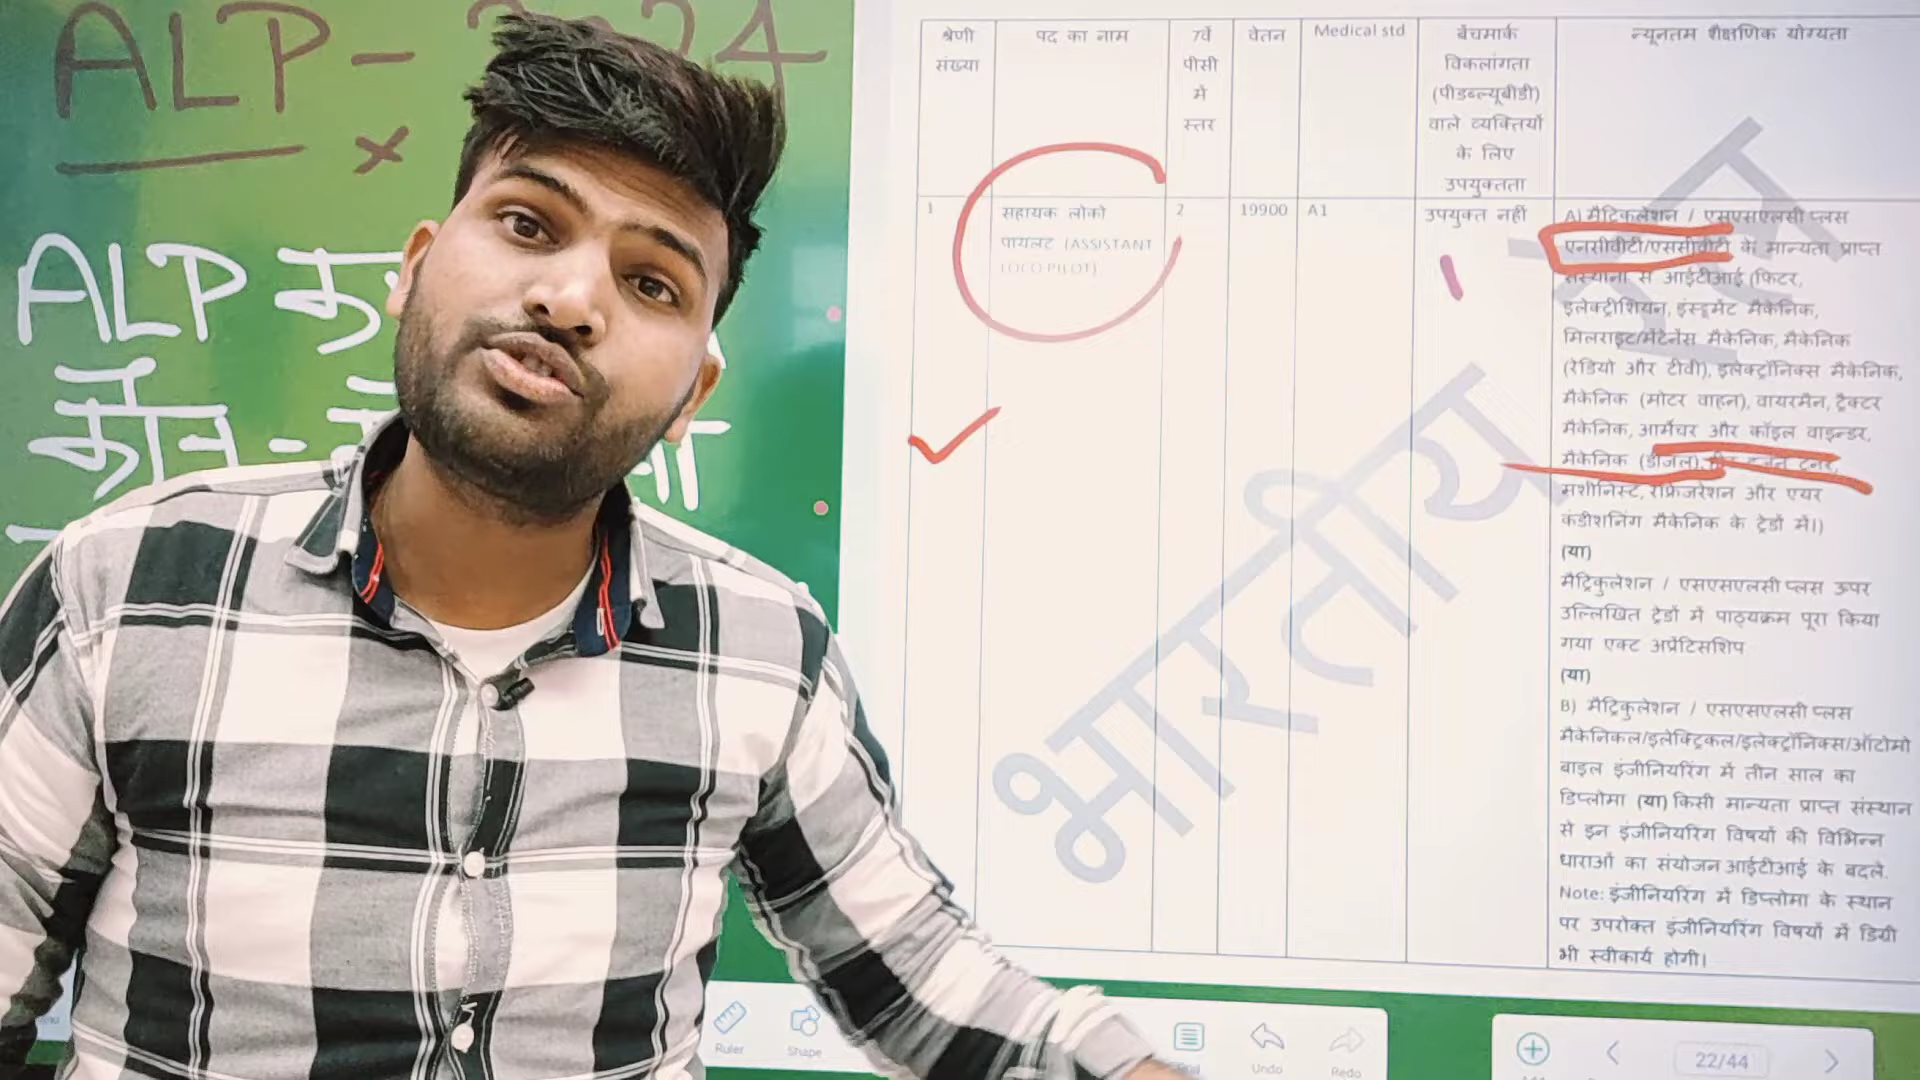 ALP - 2024
×
ALP
कौन -
श्रेणी
संख्या
पद का नाम
7वें
पीसी
में
स्तर
वेतन
Medical std
बेंचमार्क
विकलांगता
(पीडब्ल्यूबीडी)
वाले व्यक्तियों
के लिए
उपयुक्तता
न्यूनतम शैक्षणिक योग्यता
1
सहायक लोको
पायलट (ASSISTANT
LOCO PILOT)
2
19900
A1
उपयुक्त नहीं
A) मैट्रिकुलेशन / एसएसएलसी प्लस
एनसीवीटी/एससीवीटी के मान्यता प्राप्त
संस्थानों से आईटीआई (फिटर,
इलेक्ट्रीशियन, इंस्ट्रूमेंट मैकेनिक,
मिलराइट/मेंटेनेंस मैकेनिक, मैकेनिक
(रेडियो और टीवी), इलेक्ट्रॉनिक्स मैकेनिक,
मैकेनिक (मोटर वाहन), वायरमैन, ट्रैक्टर
मैकेनिक, आर्मेचर और कॉइल वाइन्डर,
मैकेनिक (डीजल), टर्नर,
मशीनिस्ट, रेफ्रिजरेशन और एयर
कंडीशनिंग मैकेनिक के ट्रेडों में।)
(या)
मैट्रिकुलेशन / एसएसएलसी प्लस ऊपर
उल्लिखित ट्रेडों में पाठ्यक्रम पूरा किया
गया एक्ट अप्रेंटिसशिप
(या)
B) मैट्रिकुलेशन / एसएसएलसी प्लस
मैकेनिकल/इलेक्ट्रिकल/इलेक्ट्रॉनिक्स/ऑटोमो
बाइल इंजीनियरिंग में तीन साल का
डिप्लोमा (या) किसी मान्यता प्राप्त संस्थान
से इन इंजीनियरिंग विषयों की विभिन्न
धाराओं का संयोजन आईटीआई के बदले.
Note: इंजीनियरिंग में डिप्लोमा के स्थान
पर उपरोक्त इंजीनियरिंग विषयों में डिग्री
भी स्वीकार्य होगी।
भारतीय रेल
Ruler
Shape
Undo
Redo
22/44